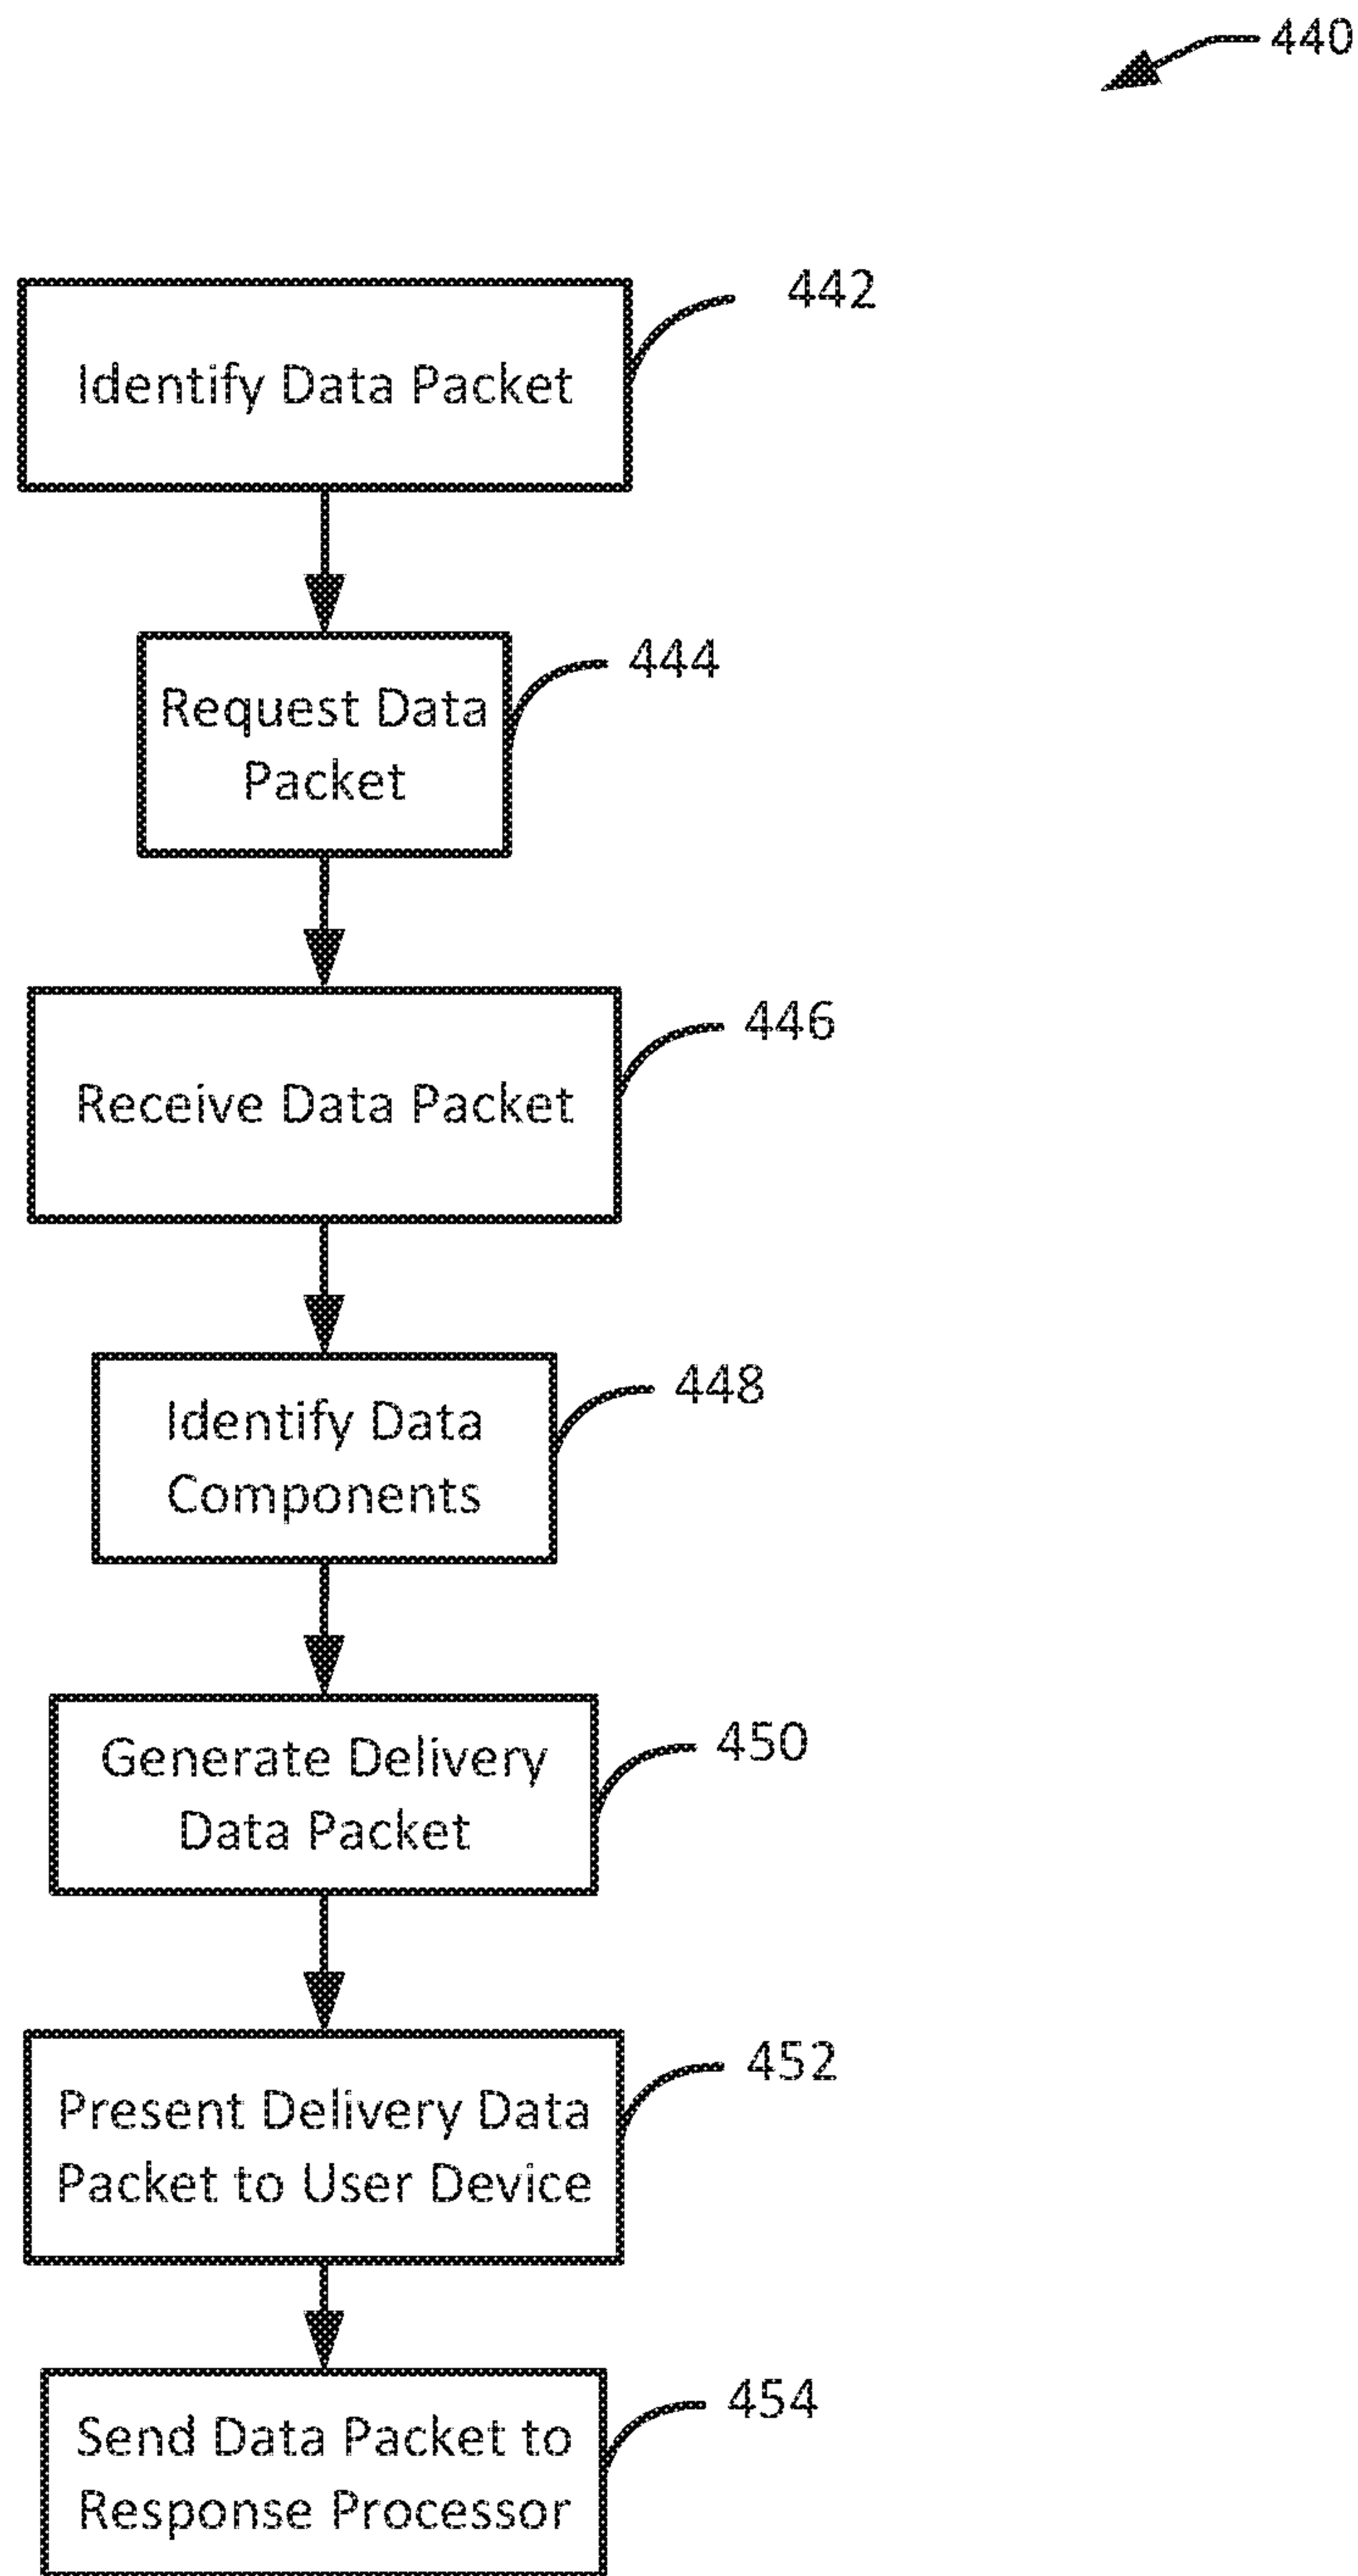 440
442
Identify Data Packet
444
Request Data
Packet
446
Receive Data Packet
448
Identify Data
Components
450
Generate Delivery
Data Packet
452
Present Delivery Data
Packet to User Device
454
Send Data Packet to
Response Processor